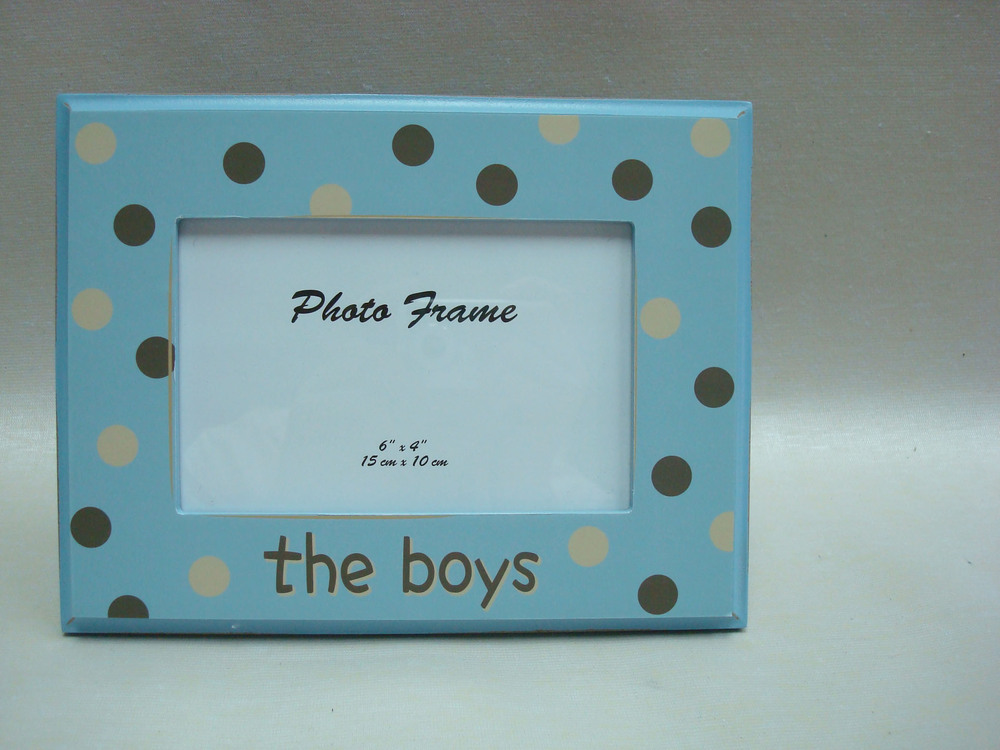 Photo Frame
6" x 4"
15 cm x 10 cm
the boys